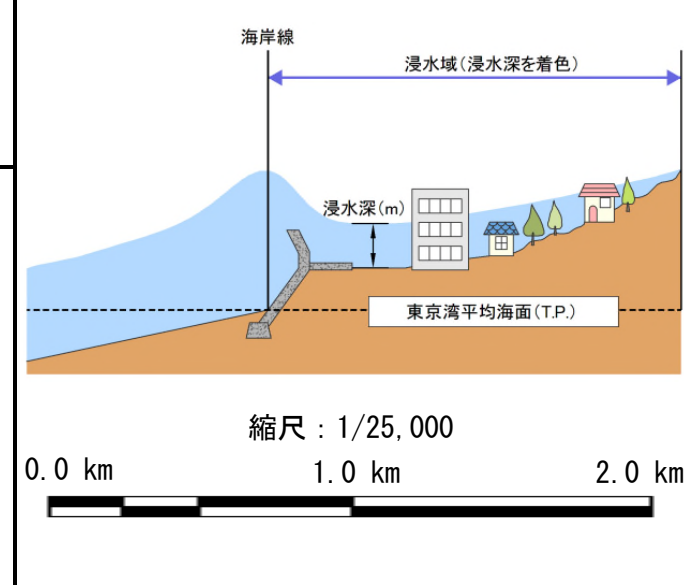 海岸線
浸水域(浸水深を着色)
浸水深(m)
東京湾平均海面(T.P.)
縮尺：1/25,000
0.0 km 1.0 km 2.0 km